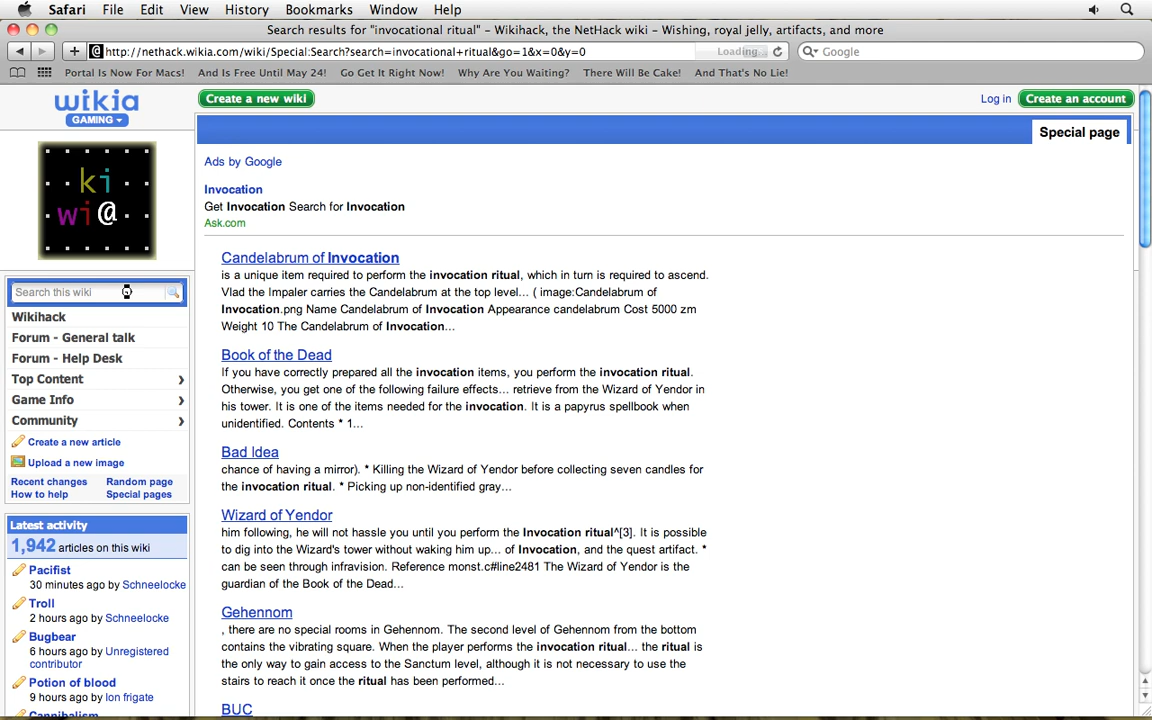 Safari File Edit View History Bookmarks Window Help
Search results for "invocational ritual" – Wikihack, the NetHack wiki – Wishing, royal jelly, artifacts, and more
http://nethack.wikia.com/wiki/Special:Search?search=invocational+ritual&go=1&x=0&y=0 Loading... Google
Portal Is Now For Macs! And Is Free Until May 24! Go Get It Right Now! Why Are You Waiting? There Will Be Cake! And That's No Lie!
wikia
GAMING
Create a new wiki
Log in Create an account
Special page
ki
wi@
Search this wiki
Wikihack
Forum - General talk
Forum - Help Desk
Top Content
Game Info
Community
Create a new article
Upload a new image
Recent changes Random page
How to help Special pages
Latest activity
1,942 articles on this wiki
Pacifist
30 minutes ago by Schneelocke
Troll
2 hours ago by Schneelocke
Bugbear
6 hours ago by Unregistered
contributor
Potion of blood
9 hours ago by Ion frigate
Cannibalism
Ads by Google
Invocation
Get Invocation Search for Invocation
Ask.com
Candelabrum of Invocation
is a unique item required to perform the invocation ritual, which in turn is required to ascend.
Vlad the Impaler carries the Candelabrum at the top level... ( image:Candelabrum of
Invocation.png Name Candelabrum of Invocation Appearance candelabrum Cost 5000 zm
Weight 10 The Candelabrum of Invocation...
Book of the Dead
If you have correctly prepared all the invocation items, you perform the invocation ritual.
Otherwise, you get one of the following failure effects... retrieve from the Wizard of Yendor in
his tower. It is one of the items needed for the invocation. It is a papyrus spellbook when
unidentified. Contents * 1...
Bad Idea
chance of having a mirror). * Killing the Wizard of Yendor before collecting seven candles for
the invocation ritual. * Picking up non-identified gray...
Wizard of Yendor
him following, he will not hassle you until you perform the Invocation ritual^[3]. It is possible
to dig into the Wizard's tower without waking him up... of Invocation, and the quest artifact. *
can be seen through infravision. Reference monst.c#line2481 The Wizard of Yendor is the
guardian of the Book of the Dead...
Gehennom
, there are no special rooms in Gehennom. The second level of Gehennom from the bottom
contains the vibrating square. When the player performs the invocation ritual... the ritual is
the only way to gain access to the Sanctum level, although it is not necessary to use the
stairs to reach it once the ritual has been performed...
BUC